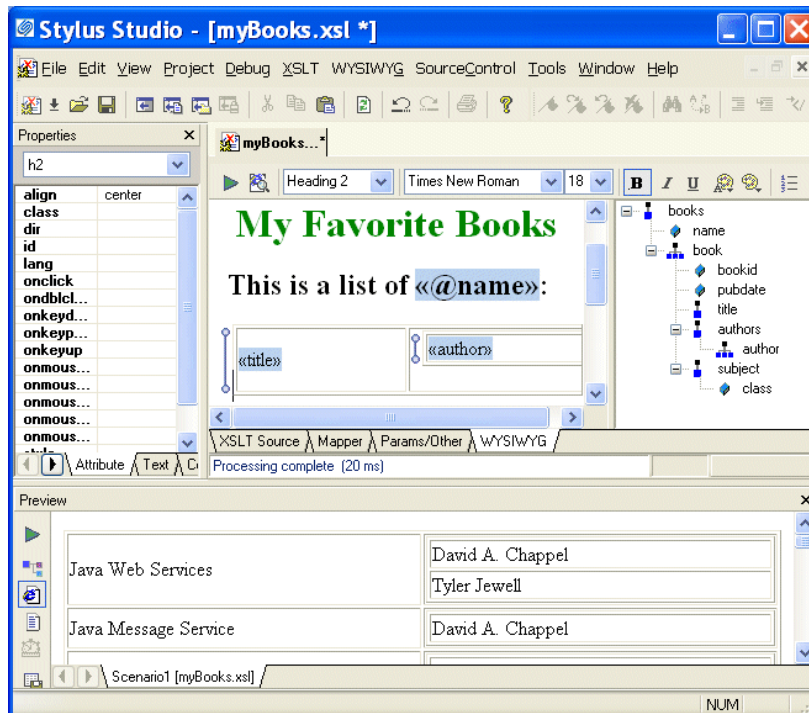 Stylus Studio - [myBooks.xsl *]
File Edit View Project Debug XSLT WYSIWYG SourceControl Tools Window Help
Properties
h2
align center
class
dir
id
lang
onclick
ondblcl...
onkeyd...
onkeyp...
onkeyup
onmous...
onmous...
onmous...
onmous...
onmous...
Attribute Text
myBooks...*
Heading 2 Times New Roman 18 B I U
My Favorite Books
This is a list of «@name»:
«title» «author»
XSLT Source Mapper Params/Other WYSIWYG
Processing complete (20 ms)
books
name
book
bookid
pubdate
title
authors
author
subject
class
Preview
Java Web Services
David A. Chappel
Tyler Jewell
Java Message Service
David A. Chappel
Scenario1 [myBooks.xsl]
NUM